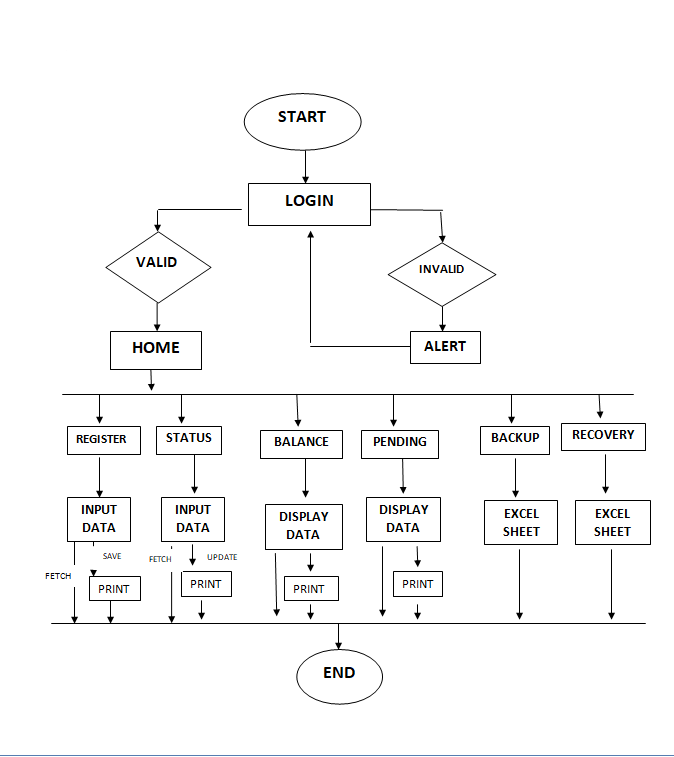 START
LOGIN
VALID
INVALID
HOME
ALERT
REGISTER
STATUS
BALANCE
PENDING
BACKUP
RECOVERY
INPUT
DATA
INPUT
DATA
DISPLAY
DATA
DISPLAY
DATA
EXCEL
SHEET
EXCEL
SHEET
SAVE
FETCH
UPDATE
FETCH
PRINT
PRINT
PRINT
PRINT
END